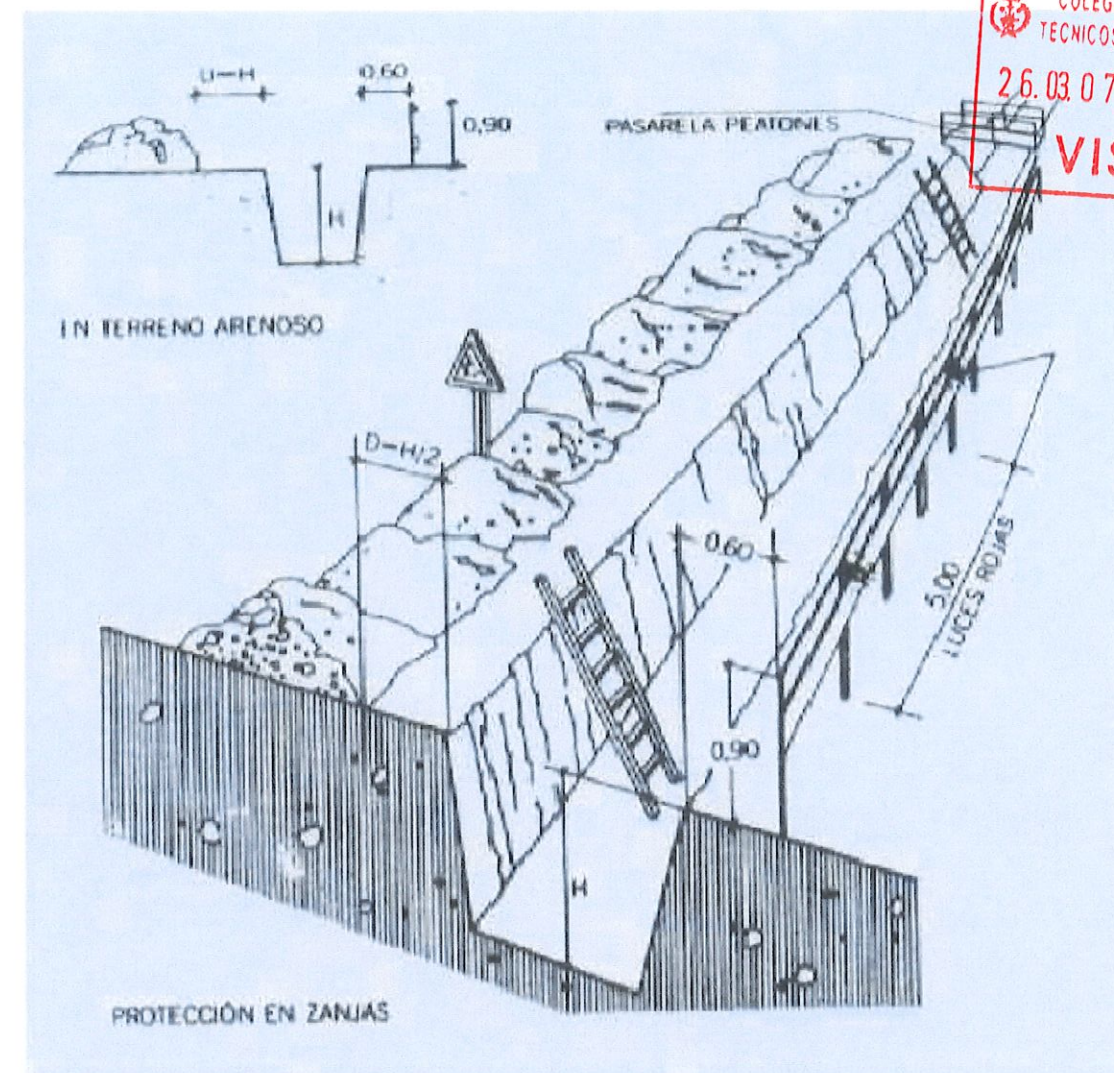 COLEG
TECNICOS
26.03.07
VIS
D-H
0,60
0,90
PASARELA PEATONES
H
EN TERRENO ARENOSO
D-H/2
0,60
5,00
LUCES ROJAS
0,90
H
PROTECCIÓN EN ZANJAS